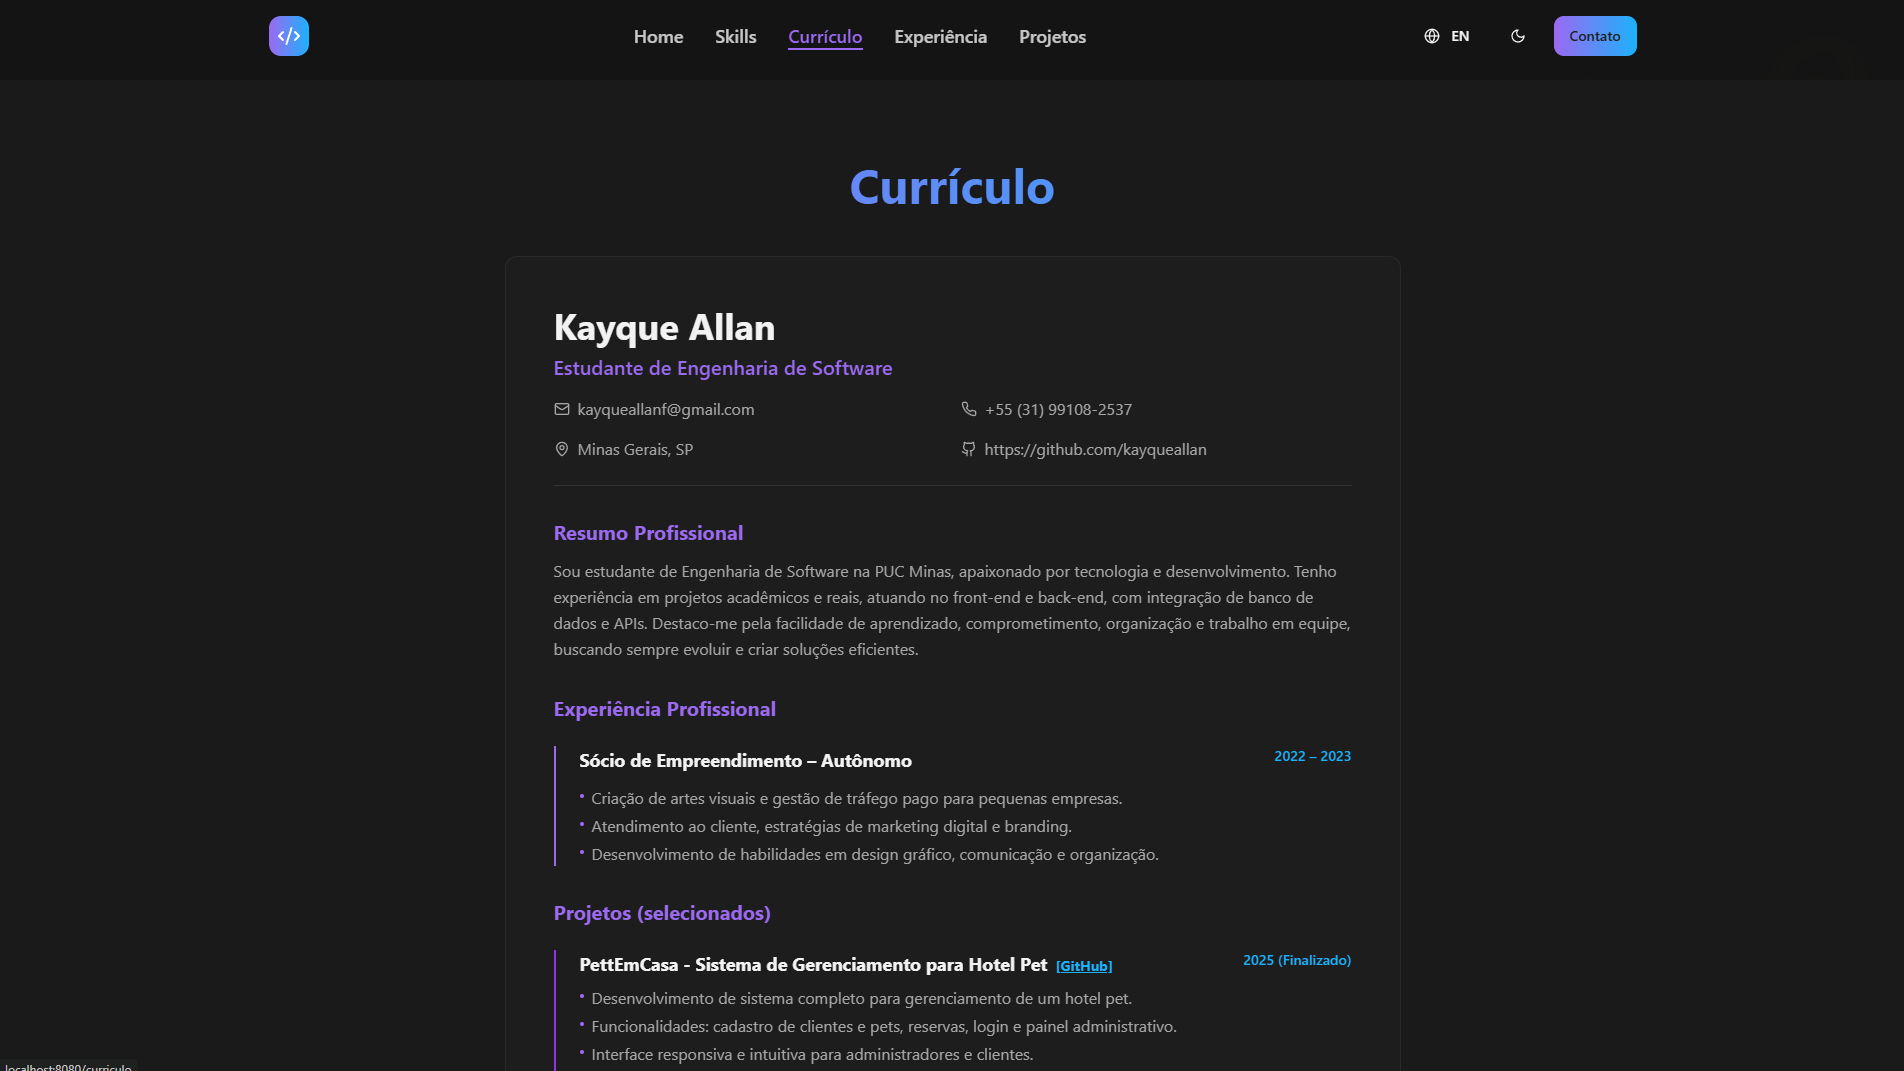 </>
Home Skills Currículo Experiência Projetos
EN
Contato
Currículo
Kayque Allan
Estudante de Engenharia de Software
kayqueallanf@gmail.com
+55 (31) 99108-2537
Minas Gerais, SP
https://github.com/kayqueallan
Resumo Profissional
Sou estudante de Engenharia de Software na PUC Minas, apaixonado por tecnologia e desenvolvimento. Tenho
experiência em projetos acadêmicos e reais, atuando no front-end e back-end, com integração de banco de
dados e APIs. Destaco-me pela facilidade de aprendizado, comprometimento, organização e trabalho em equipe,
buscando sempre evoluir e criar soluções eficientes.
Experiência Profissional
Sócio de Empreendimento – Autônomo
2022 – 2023
• Criação de artes visuais e gestão de tráfego pago para pequenas empresas.
• Atendimento ao cliente, estratégias de marketing digital e branding.
• Desenvolvimento de habilidades em design gráfico, comunicação e organização.
Projetos (selecionados)
PettEmCasa - Sistema de Gerenciamento para Hotel Pet [GitHub]
2025 (Finalizado)
• Desenvolvimento de sistema completo para gerenciamento de um hotel pet.
• Funcionalidades: cadastro de clientes e pets, reservas, login e painel administrativo.
• Interface responsiva e intuitiva para administradores e clientes.
localhost:8080/curriculo